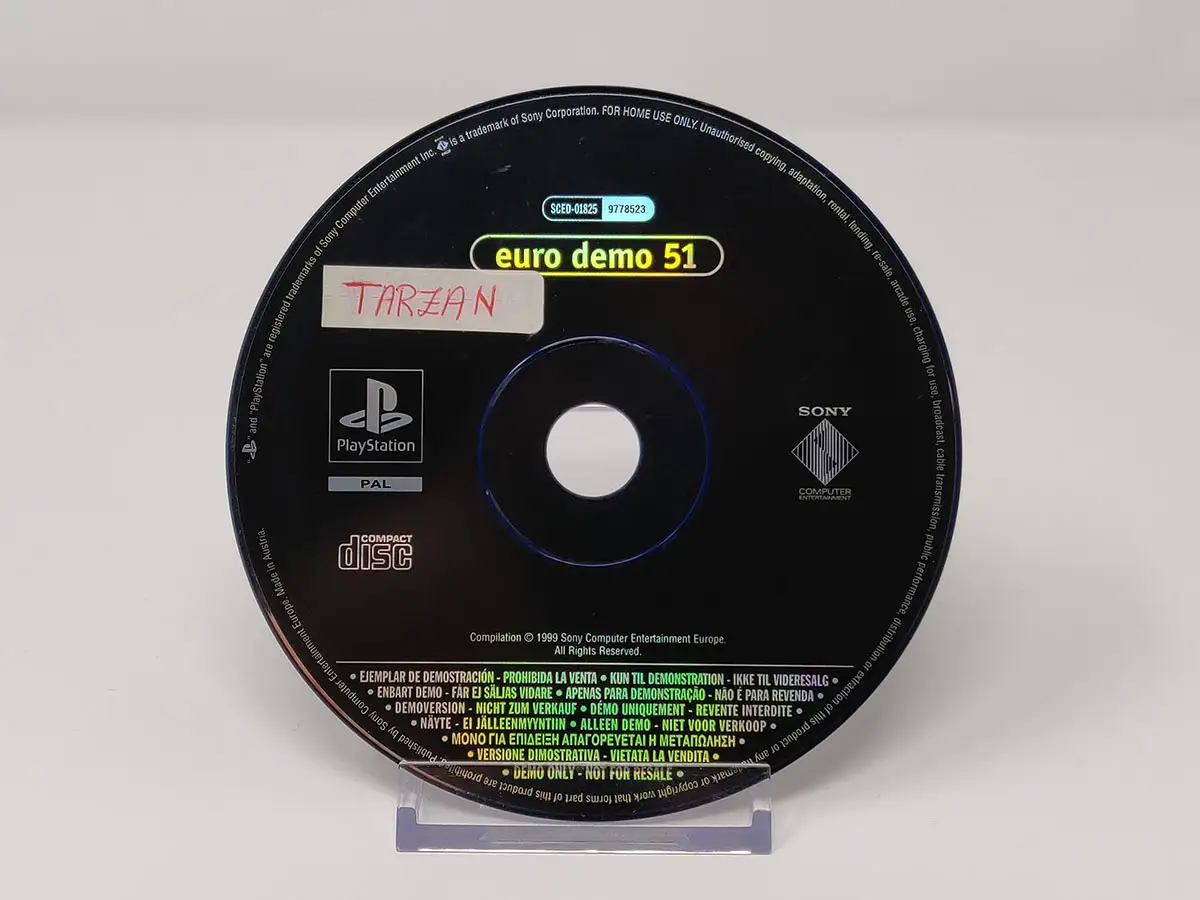 " and "PlayStation" are registered trademarks of Sony Computer Entertainment Inc. is a trademark of Sony Corporation. FOR HOME USE ONLY. Unauthorised copying, adaptation, rental, lending, re-sale, arcade use, charging for use, broadcast, cable transmission, public performance, distribution or extraction of this product or any trademark or copyright work that forms part of this product are prohibited. Published by Sony Computer Entertainment Europe. Made in Austria.
SCED-01825 9778523
euro demo 51
TARZAN
PlayStation
PAL
SONY
COMPUTER
ENTERTAINMENT
COMPACT
disc
Compilation © 1999 Sony Computer Entertainment Europe.
All Rights Reserved.
• EJEMPLAR DE DEMOSTRACIÓN - PROHIBIDA LA VENTA • KUN TIL DEMONSTRATION - IKKE TIL VIDERESALG •
• ENBART DEMO - FÅR EJ SÄLJAS VIDARE • APENAS PARA DEMONSTRAÇÃO - NÃO É PARA REVENDA •
• DEMOVERSION - NICHT ZUM VERKAUF • DÉMO UNIQUEMENT - REVENTE INTERDITE •
• NÄYTE - EI JÄLLEENMYYNTIIN • ALLEEN DEMO - NIET VOOR VERKOOP •
• ΜΟΝΟ ΓΙΑ ΕΠΙΔΕΙΞΗ ΑΠΑΓΟΡΕΥΕΤΑΙ Η ΜΕΤΑΠΩΛΗΣΗ •
• VERSIONE DIMOSTRATIVA - VIETATA LA VENDITA •
• DEMO ONLY - NOT FOR RESALE •